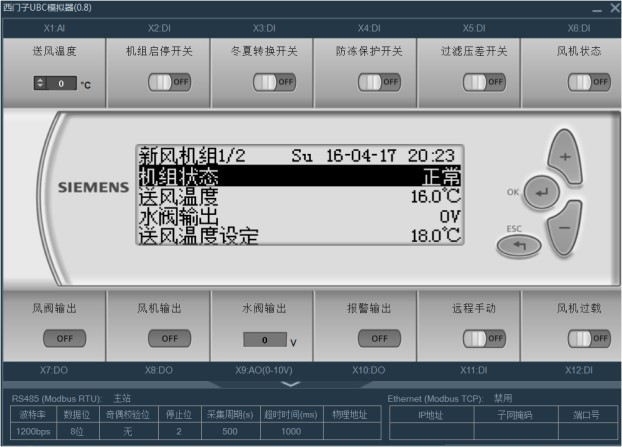 西门子UBC模拟器(0.8)
X1:AI X2:DI X3:DI X4:DI X5:DI X6:DI
送风温度 机组启停开关 冬夏转换开关 防冻保护开关 过滤压差开关 风机状态
0 °C OFF OFF OFF OFF OFF
新风机组1/2 Su 16-04-17 20:23
机组状态 正常
SIEMENS 送风温度 16.0°C OK
水阀输出 0V
送风温度设定 18.0°C ESC
风阀输出 风机输出 水阀输出 报警输出 远程手动 风机过载
OFF OFF 0 V OFF OFF OFF
X7:DO X8:DO X9:AO(0-10V) X10:DO X11:DI X12:DI
RS485 (Modbus RTU): 主站 Ethernet (Modbus TCP): 禁用
波特率 数据位 奇偶校验位 停止位 采集周期(s) 超时时间(ms) 物理地址 IP地址 子网掩码 端口号
1200bps 8位 无 2 500 1000